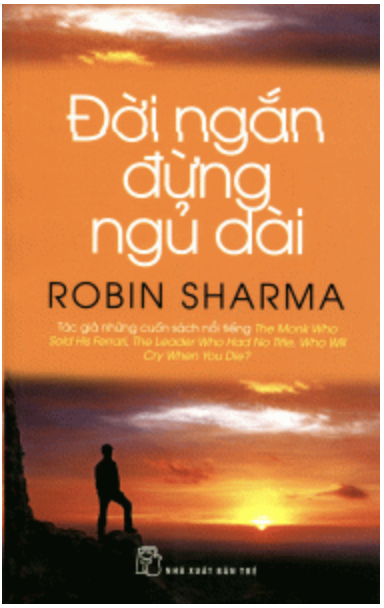 Đời ngắn
đừng
ngủ dài
ROBIN SHARMA
Tác giả những cuốn sách nổi tiếng The Monk Who
Sold His Ferrari, The Leader Who Had No Title, Who Will
Cry When You Die?
NHÀ XUẤT BẢN TRẺ